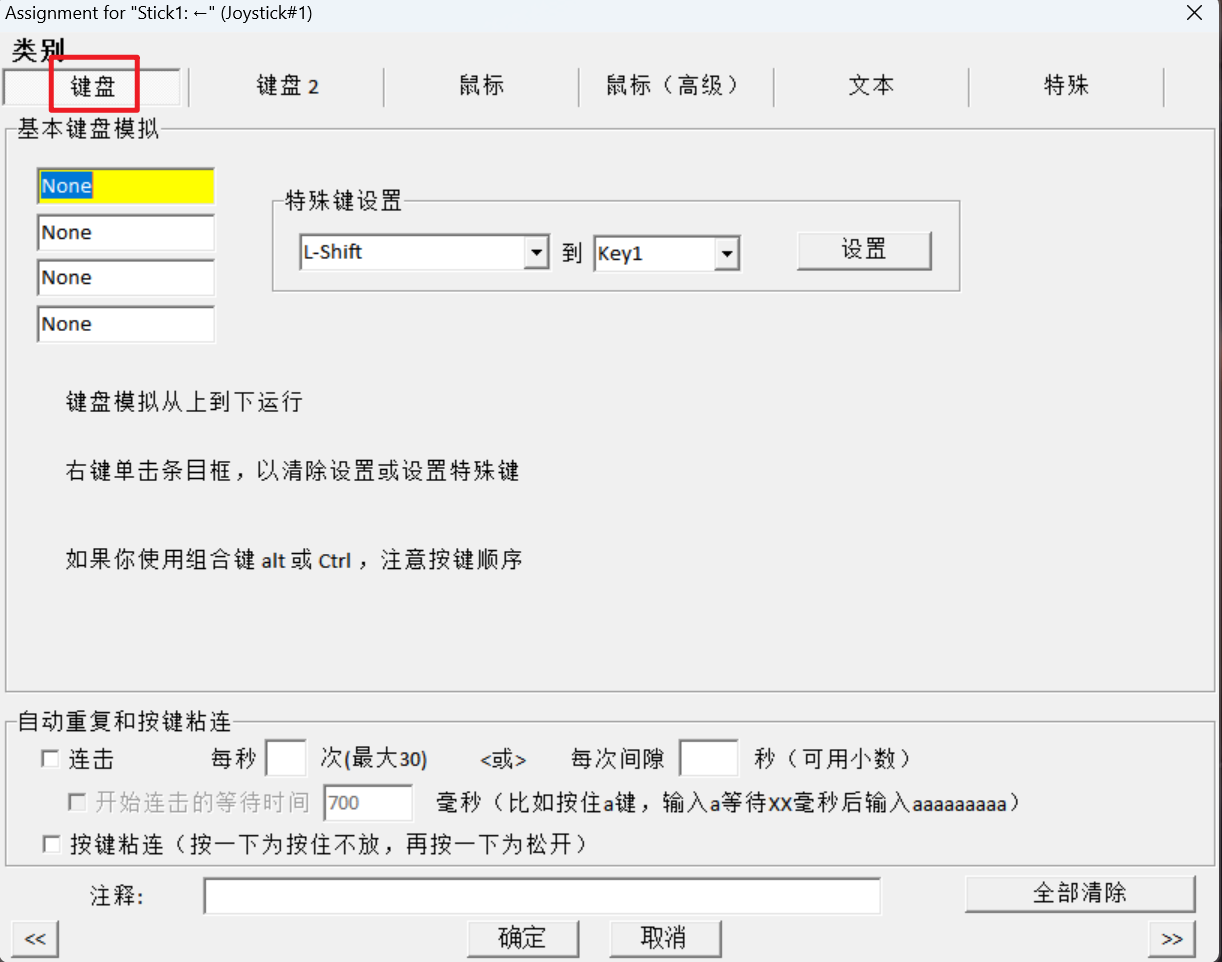 Assignment for "Stick1: ←" (Joystick#1)
类别
键盘 键盘 2 鼠标 鼠标（高级） 文本 特殊
基本键盘模拟
None
None
None
None
特殊键设置
L-Shift 到 Key1 设置
键盘模拟从上到下运行
右键单击条目框，以清除设置或设置特殊键
如果你使用组合键 alt 或 Ctrl ，注意按键顺序
自动重复和按键粘连
连击 每秒 次(最大30) <或> 每次间隙 秒（可用小数）
开始连击的等待时间 700 毫秒（比如按住a键，输入a等待XX毫秒后输入aaaaaaaaa）
按键粘连（按一下为按住不放，再按一下为松开）
注释: 全部清除
<< 确定 取消 >>